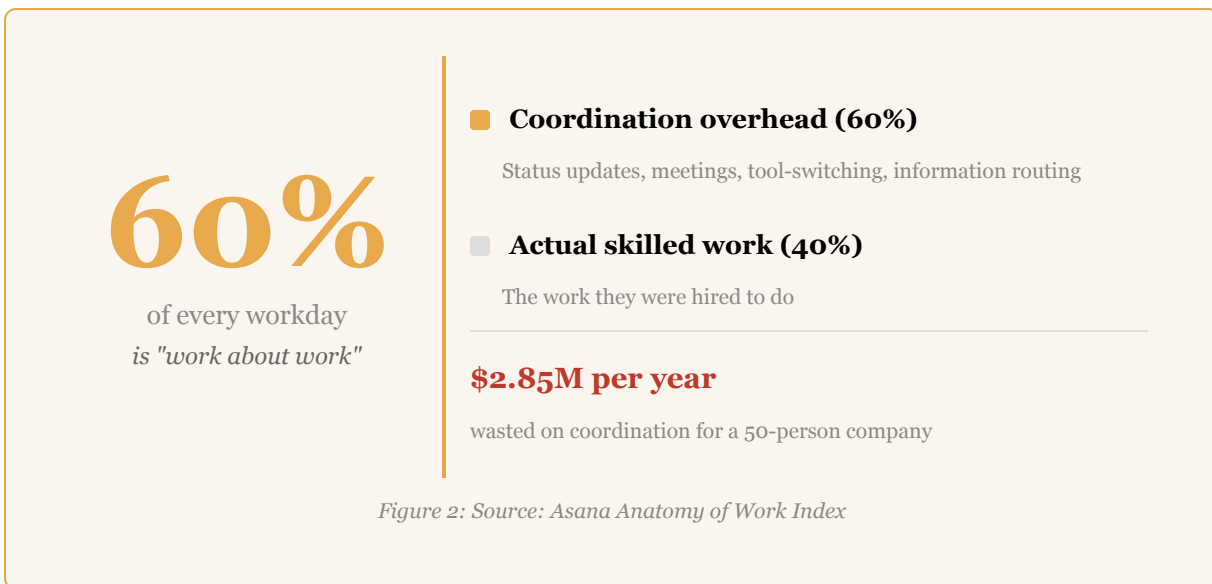 60%
of every workday
is "work about work"
Coordination overhead (60%)
Status updates, meetings, tool-switching, information routing
Actual skilled work (40%)
The work they were hired to do
$2.85M per year
wasted on coordination for a 50-person company
Figure 2: Source: Asana Anatomy of Work Index